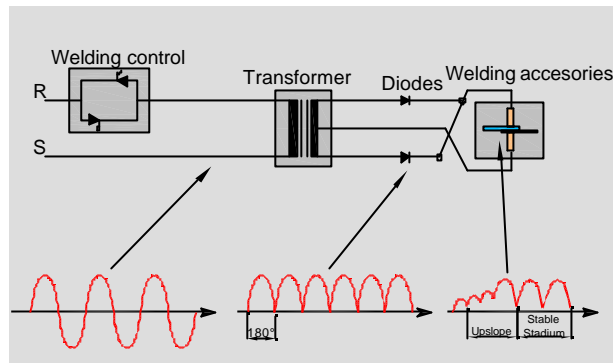 Welding control
Transformer
Diodes
Welding accesories
R
S
180°
Upslope
Stable
Stadium